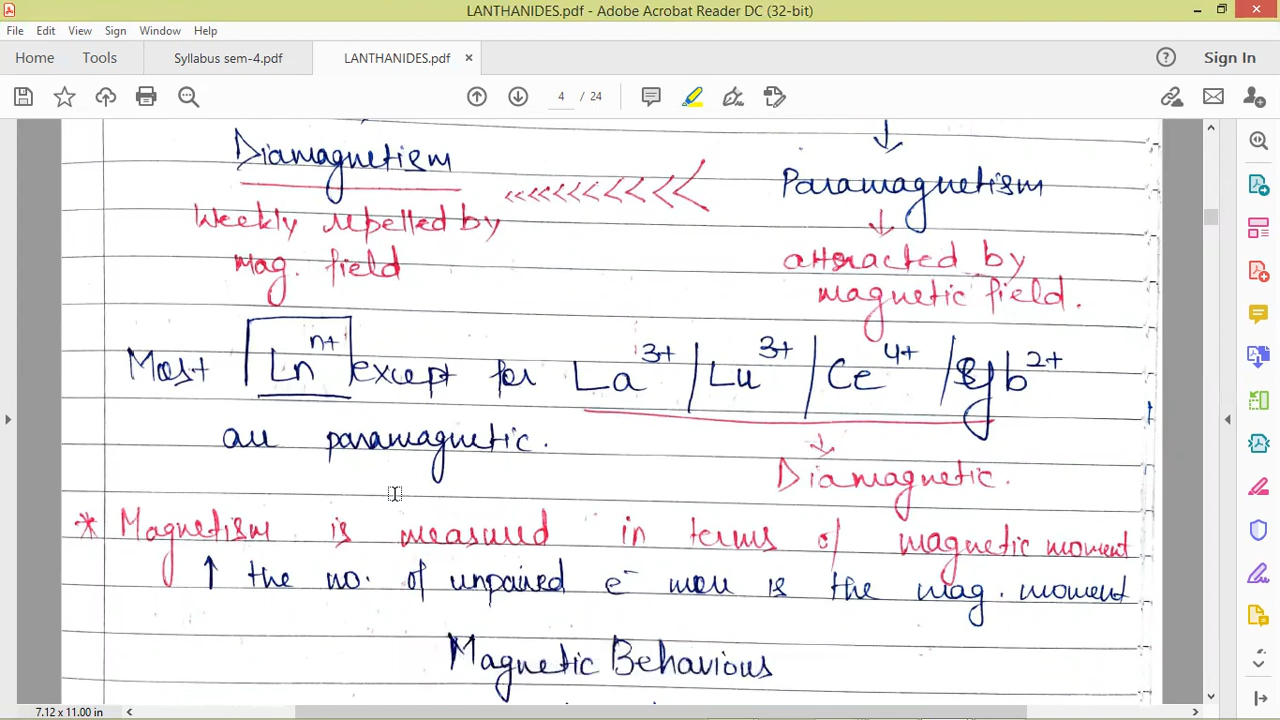 LANTHANIDES.pdf - Adobe Acrobat Reader DC (32-bit)
File Edit View Sign Window Help
Home Tools Syllabus sem-4.pdf LANTHANIDES.pdf × Sign In
4 / 24
Diamagnetism
Paramagnetism
Weekly repelled by
mag. field
attracted by
magnetic field.
Most Ln^n+ except for La^3+ / Lu^3+ / Ce^4+ / Yb^2+
are paramagnetic.
Diamagnetic.
* Magnetism is measured in terms of magnetic moment
↑ the no. of unpaired e⁻ more is the mag. moment
Magnetic Behaviour
7.12 x 11.00 in